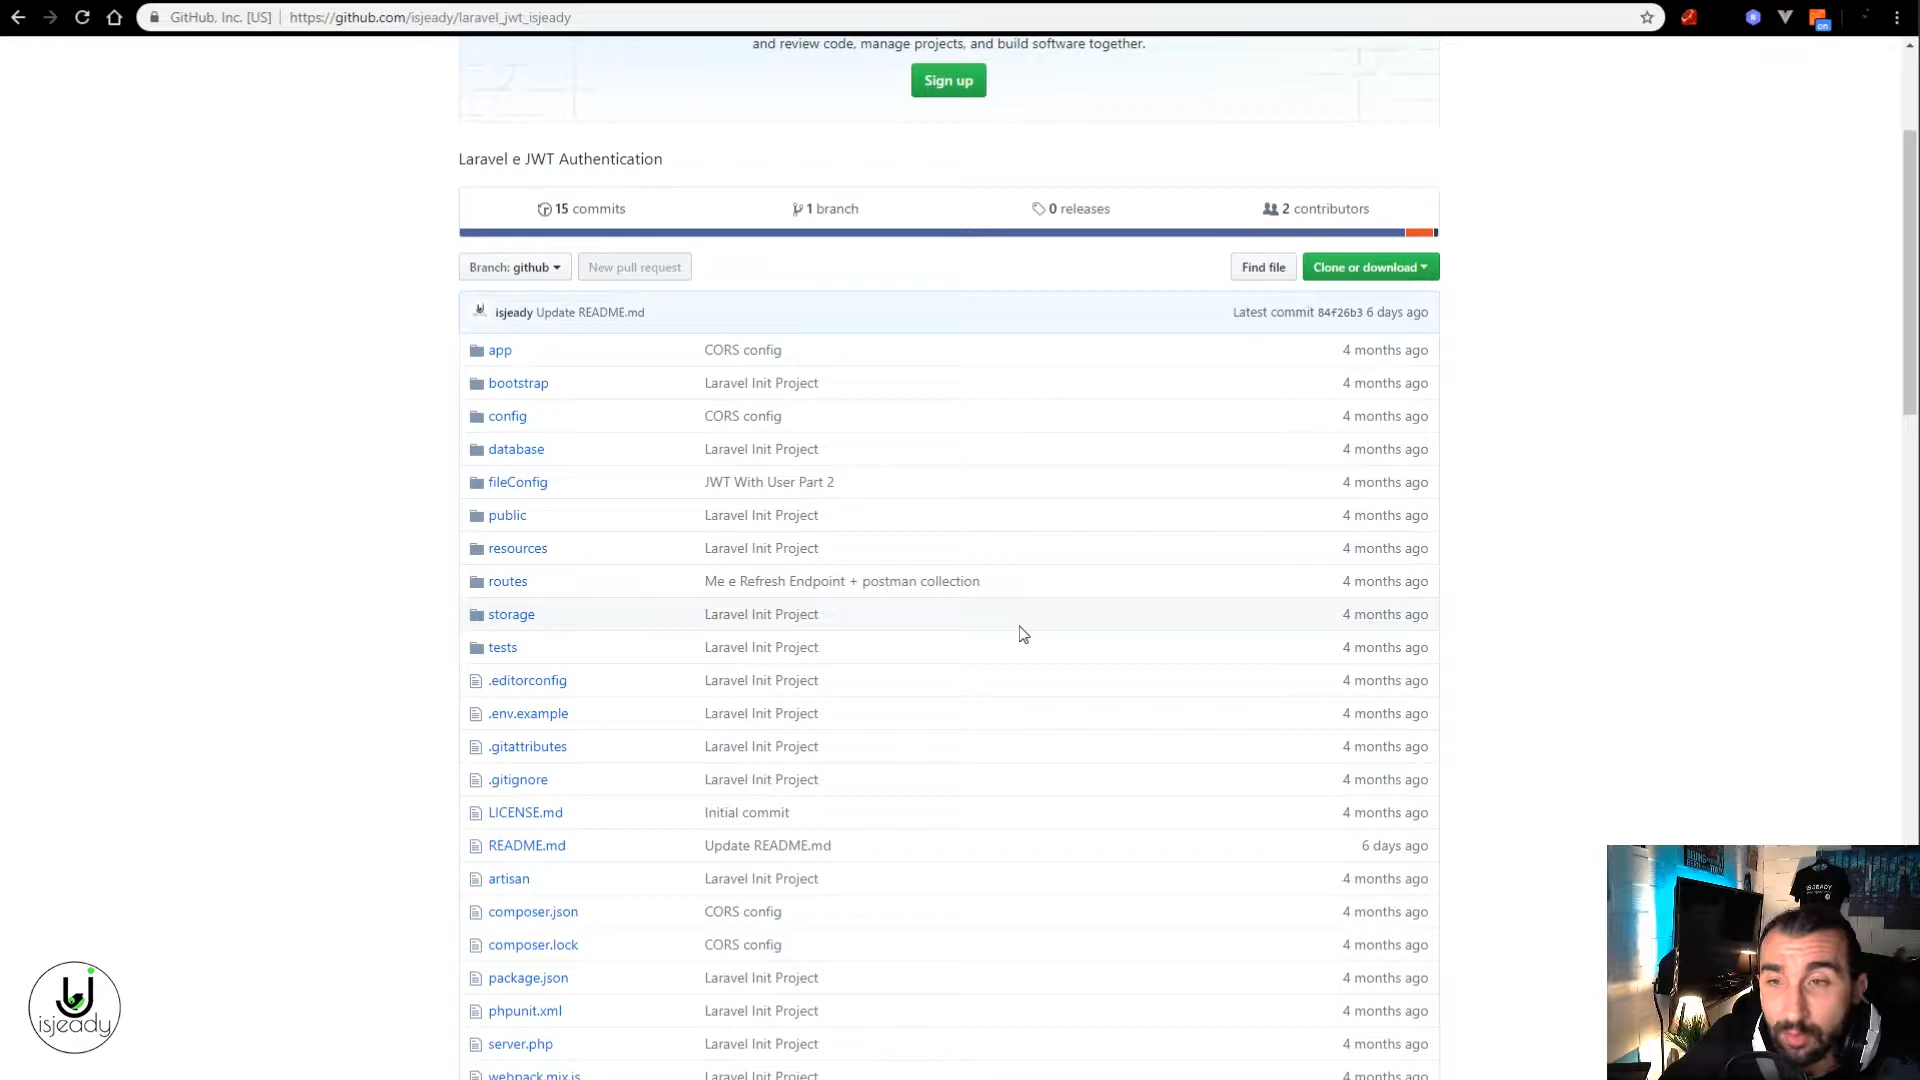 GitHub, Inc. [US] https://github.com/isjeady/laravel_jwt_isjeady
on
and review code, manage projects, and build software together.
Sign up
Laravel e JWT Authentication
15 commits 1 branch 0 releases 2 contributors
Branch: github New pull request Find file Clone or download
isjeady Update README.md Latest commit 84f26b3 6 days ago
app CORS config 4 months ago
bootstrap Laravel Init Project 4 months ago
config CORS config 4 months ago
database Laravel Init Project 4 months ago
fileConfig JWT With User Part 2 4 months ago
public Laravel Init Project 4 months ago
resources Laravel Init Project 4 months ago
routes Me e Refresh Endpoint + postman collection 4 months ago
storage Laravel Init Project 4 months ago
tests Laravel Init Project 4 months ago
.editorconfig Laravel Init Project 4 months ago
.env.example Laravel Init Project 4 months ago
.gitattributes Laravel Init Project 4 months ago
.gitignore Laravel Init Project 4 months ago
LICENSE.md Initial commit 4 months ago
README.md Update README.md 6 days ago
artisan Laravel Init Project 4 months ago
composer.json CORS config 4 months ago
composer.lock CORS config 4 months ago
package.json Laravel Init Project 4 months ago
phpunit.xml Laravel Init Project 4 months ago
server.php Laravel Init Project 4 months ago
webpack.mix.js Laravel Init Project 4 months ago
isjeady
ISJEADY